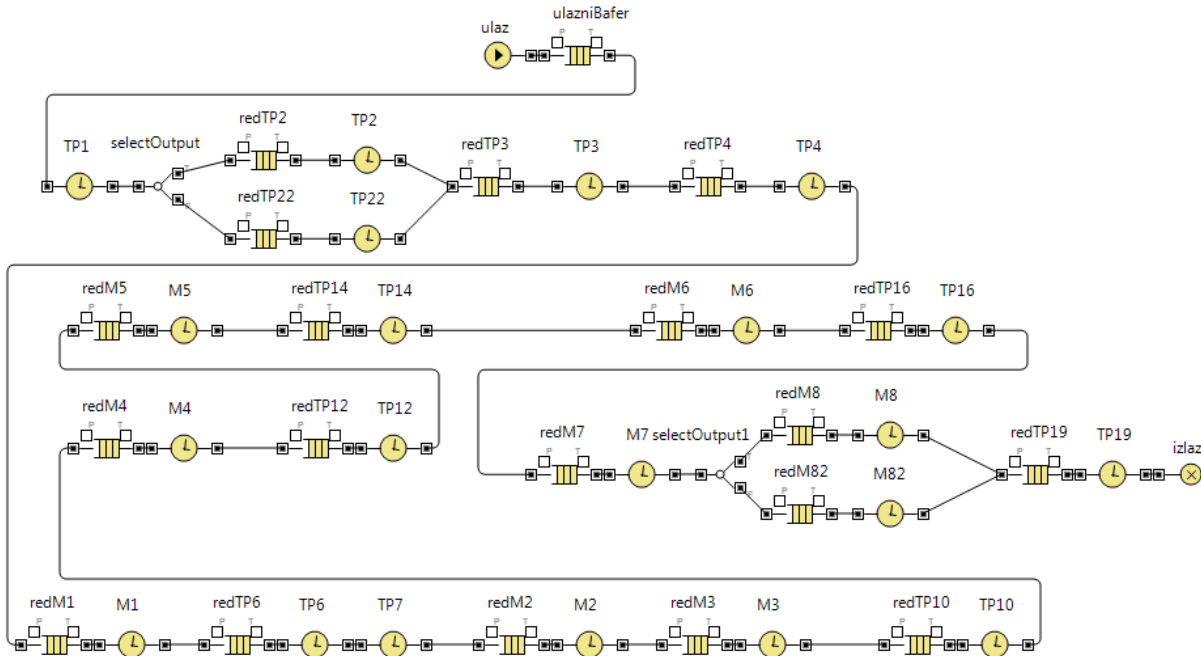 ulazniBafer
ulaz
P T
redTP2 TP2
TP1 selectOutput P T redTP3 TP3 redTP4 TP4
T P T P T
F
redTP22 TP22
P T
redM5 M5 redTP14 TP14 redM6 M6 redTP16 TP16
P T P T P T P T
redM8 M8
redM4 M4 redTP12 TP12 P T
P T P T redM7 M7 selectOutput1 redTP19 TP19
P T T P T izlaz
F redM82 M82
P T
redM1 M1 redTP6 TP6 TP7 redM2 M2 redM3 M3 redTP10 TP10
P T P T P T P T P T